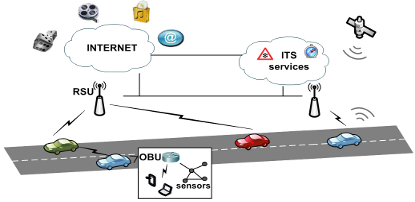 INTERNET
@
ITS
services
RSU
OBU
sensors